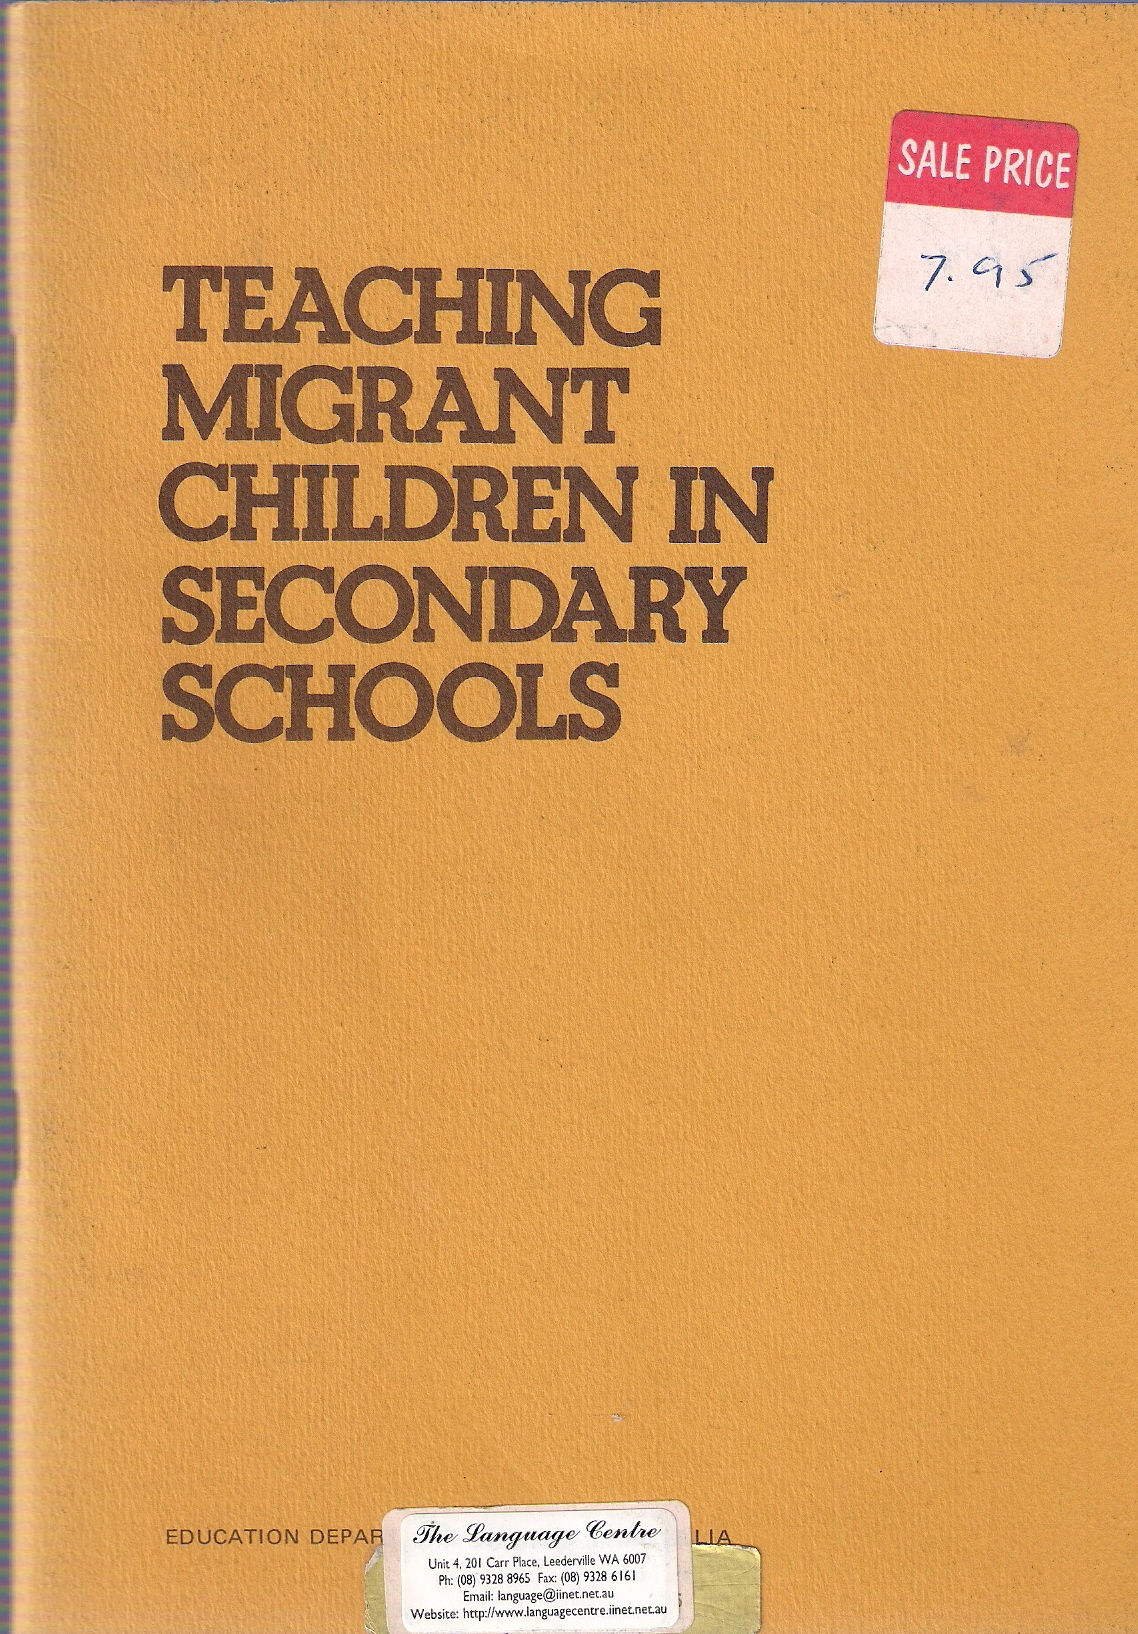 SALE PRICE
7.95
TEACHING
MIGRANT
CHILDREN IN
SECONDARY
SCHOOLS
EDUCATION DEPAR LIA
The Language Centre
Unit 4, 201 Carr Place, Leederville WA 6007
Ph: (08) 9328 8965 Fax: (08) 9328 6161
Email: language@iinet.net.au
Website: http://www.languagecentre.iinet.net.au